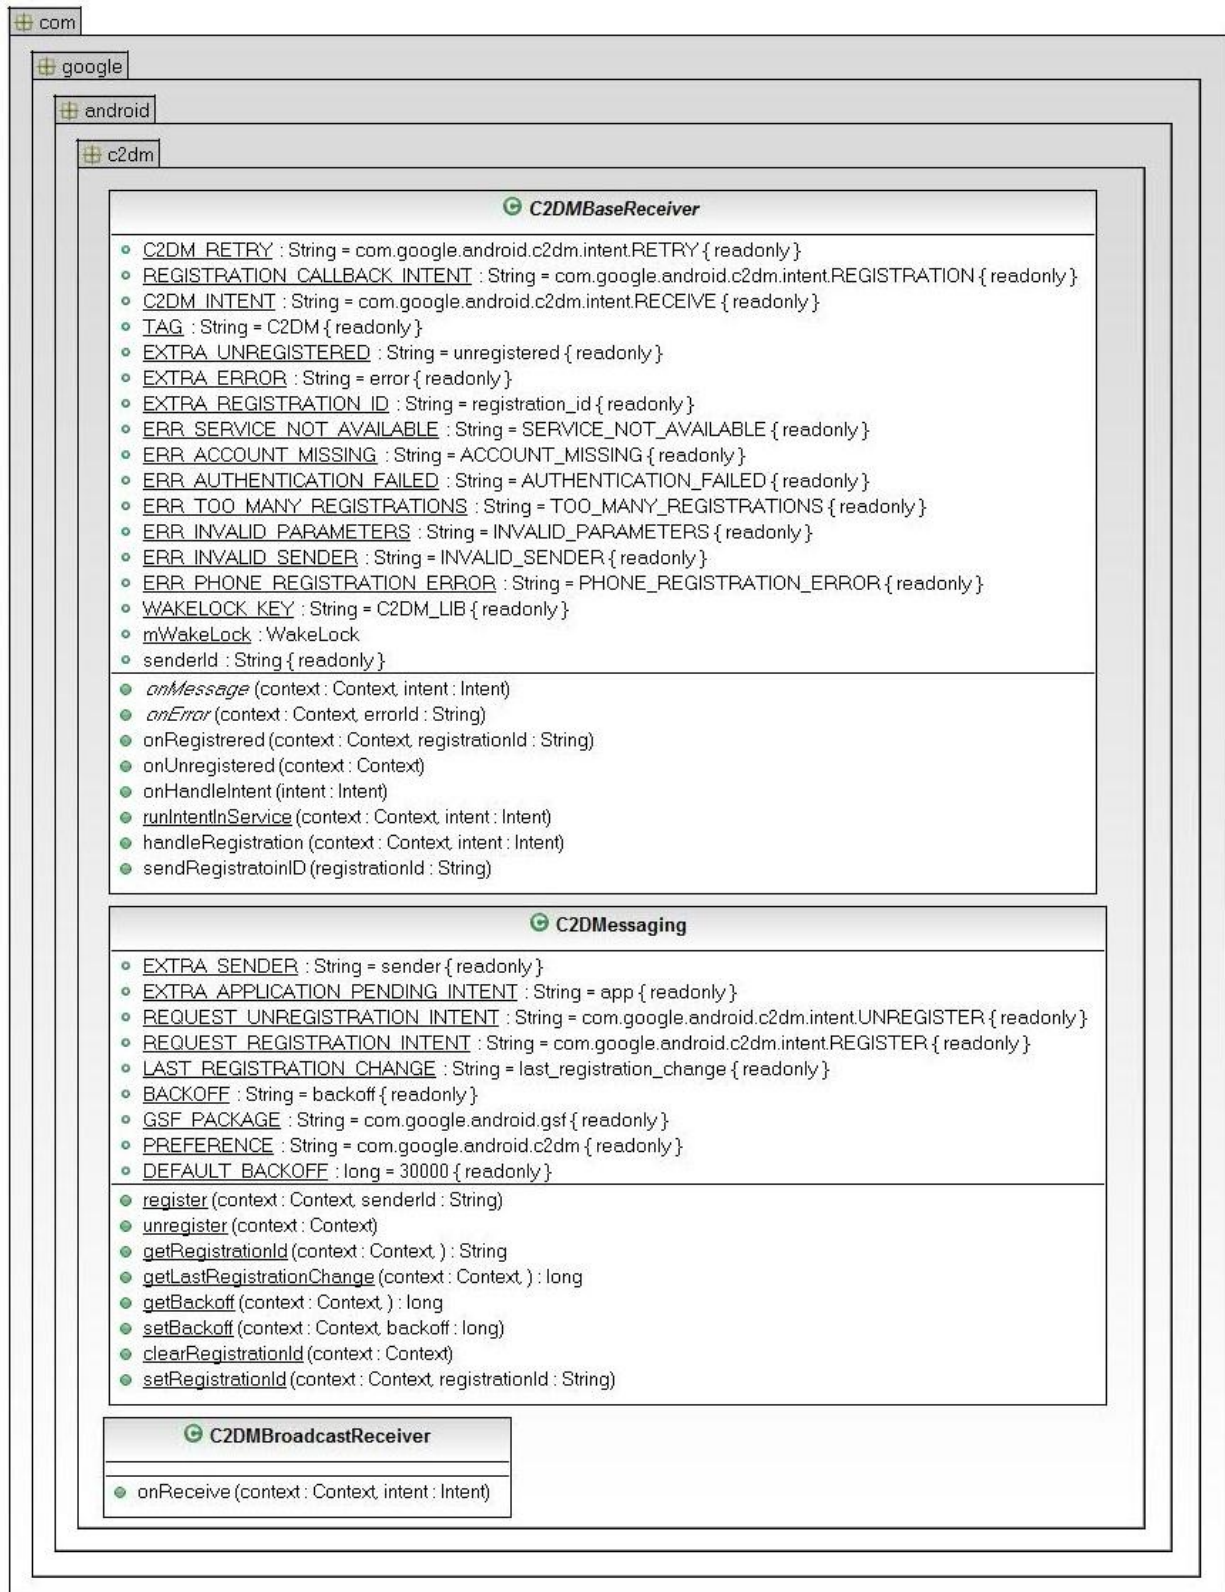 com
google
android
c2dm
C2DMBaseReceiver
C2DM_RETRY : String = com.google.android.c2dm.intent.RETRY { readonly }
REGISTRATION_CALLBACK_INTENT : String = com.google.android.c2dm.intent.REGISTRATION { readonly }
C2DM_INTENT : String = com.google.android.c2dm.intent.RECEIVE { readonly }
TAG : String = C2DM { readonly }
EXTRA_UNREGISTERED : String = unregistered { readonly }
EXTRA_ERROR : String = error { readonly }
EXTRA_REGISTRATION_ID : String = registration_id { readonly }
ERR_SERVICE_NOT_AVAILABLE : String = SERVICE_NOT_AVAILABLE { readonly }
ERR_ACCOUNT_MISSING : String = ACCOUNT_MISSING { readonly }
ERR_AUTHENTICATION_FAILED : String = AUTHENTICATION_FAILED { readonly }
ERR_TOO_MANY_REGISTRATIONS : String = TOO_MANY_REGISTRATIONS { readonly }
ERR_INVALID_PARAMETERS : String = INVALID_PARAMETERS { readonly }
ERR_INVALID_SENDER : String = INVALID_SENDER { readonly }
ERR_PHONE_REGISTRATION_ERROR : String = PHONE_REGISTRATION_ERROR { readonly }
WAKELOCK_KEY : String = C2DM_LIB { readonly }
mWakeLock : WakeLock
senderId : String { readonly }
onMessage (context : Context, intent : Intent)
onError (context : Context, errorId : String)
onRegistrered (context : Context, registrationId : String)
onUnregistered (context : Context)
onHandleIntent (intent : Intent)
runIntentInService (context : Context, intent : Intent)
handleRegistration (context : Context, intent : Intent)
sendRegistratoinID (registrationId : String)
C2DMessaging
EXTRA_SENDER : String = sender { readonly }
EXTRA_APPLICATION_PENDING_INTENT : String = app { readonly }
REQUEST_UNREGISTRATION_INTENT : String = com.google.android.c2dm.intent.UNREGISTER { readonly }
REQUEST_REGISTRATION_INTENT : String = com.google.android.c2dm.intent.REGISTER { readonly }
LAST_REGISTRATION_CHANGE : String = last_registration_change { readonly }
BACKOFF : String = backoff { readonly }
GSF_PACKAGE : String = com.google.android.gsf { readonly }
PREFERENCE : String = com.google.android.c2dm { readonly }
DEFAULT_BACKOFF : long = 30000 { readonly }
register (context : Context, senderId : String)
unregister (context : Context)
getRegistrationId (context : Context, ) : String
getLastRegistrationChange (context : Context, ) : long
getBackoff (context : Context, ) : long
setBackoff (context : Context, backoff : long)
clearRegistrationId (context : Context)
setRegistrationId (context : Context, registrationId : String)
C2DMBroadcastReceiver
onReceive (context : Context, intent : Intent)